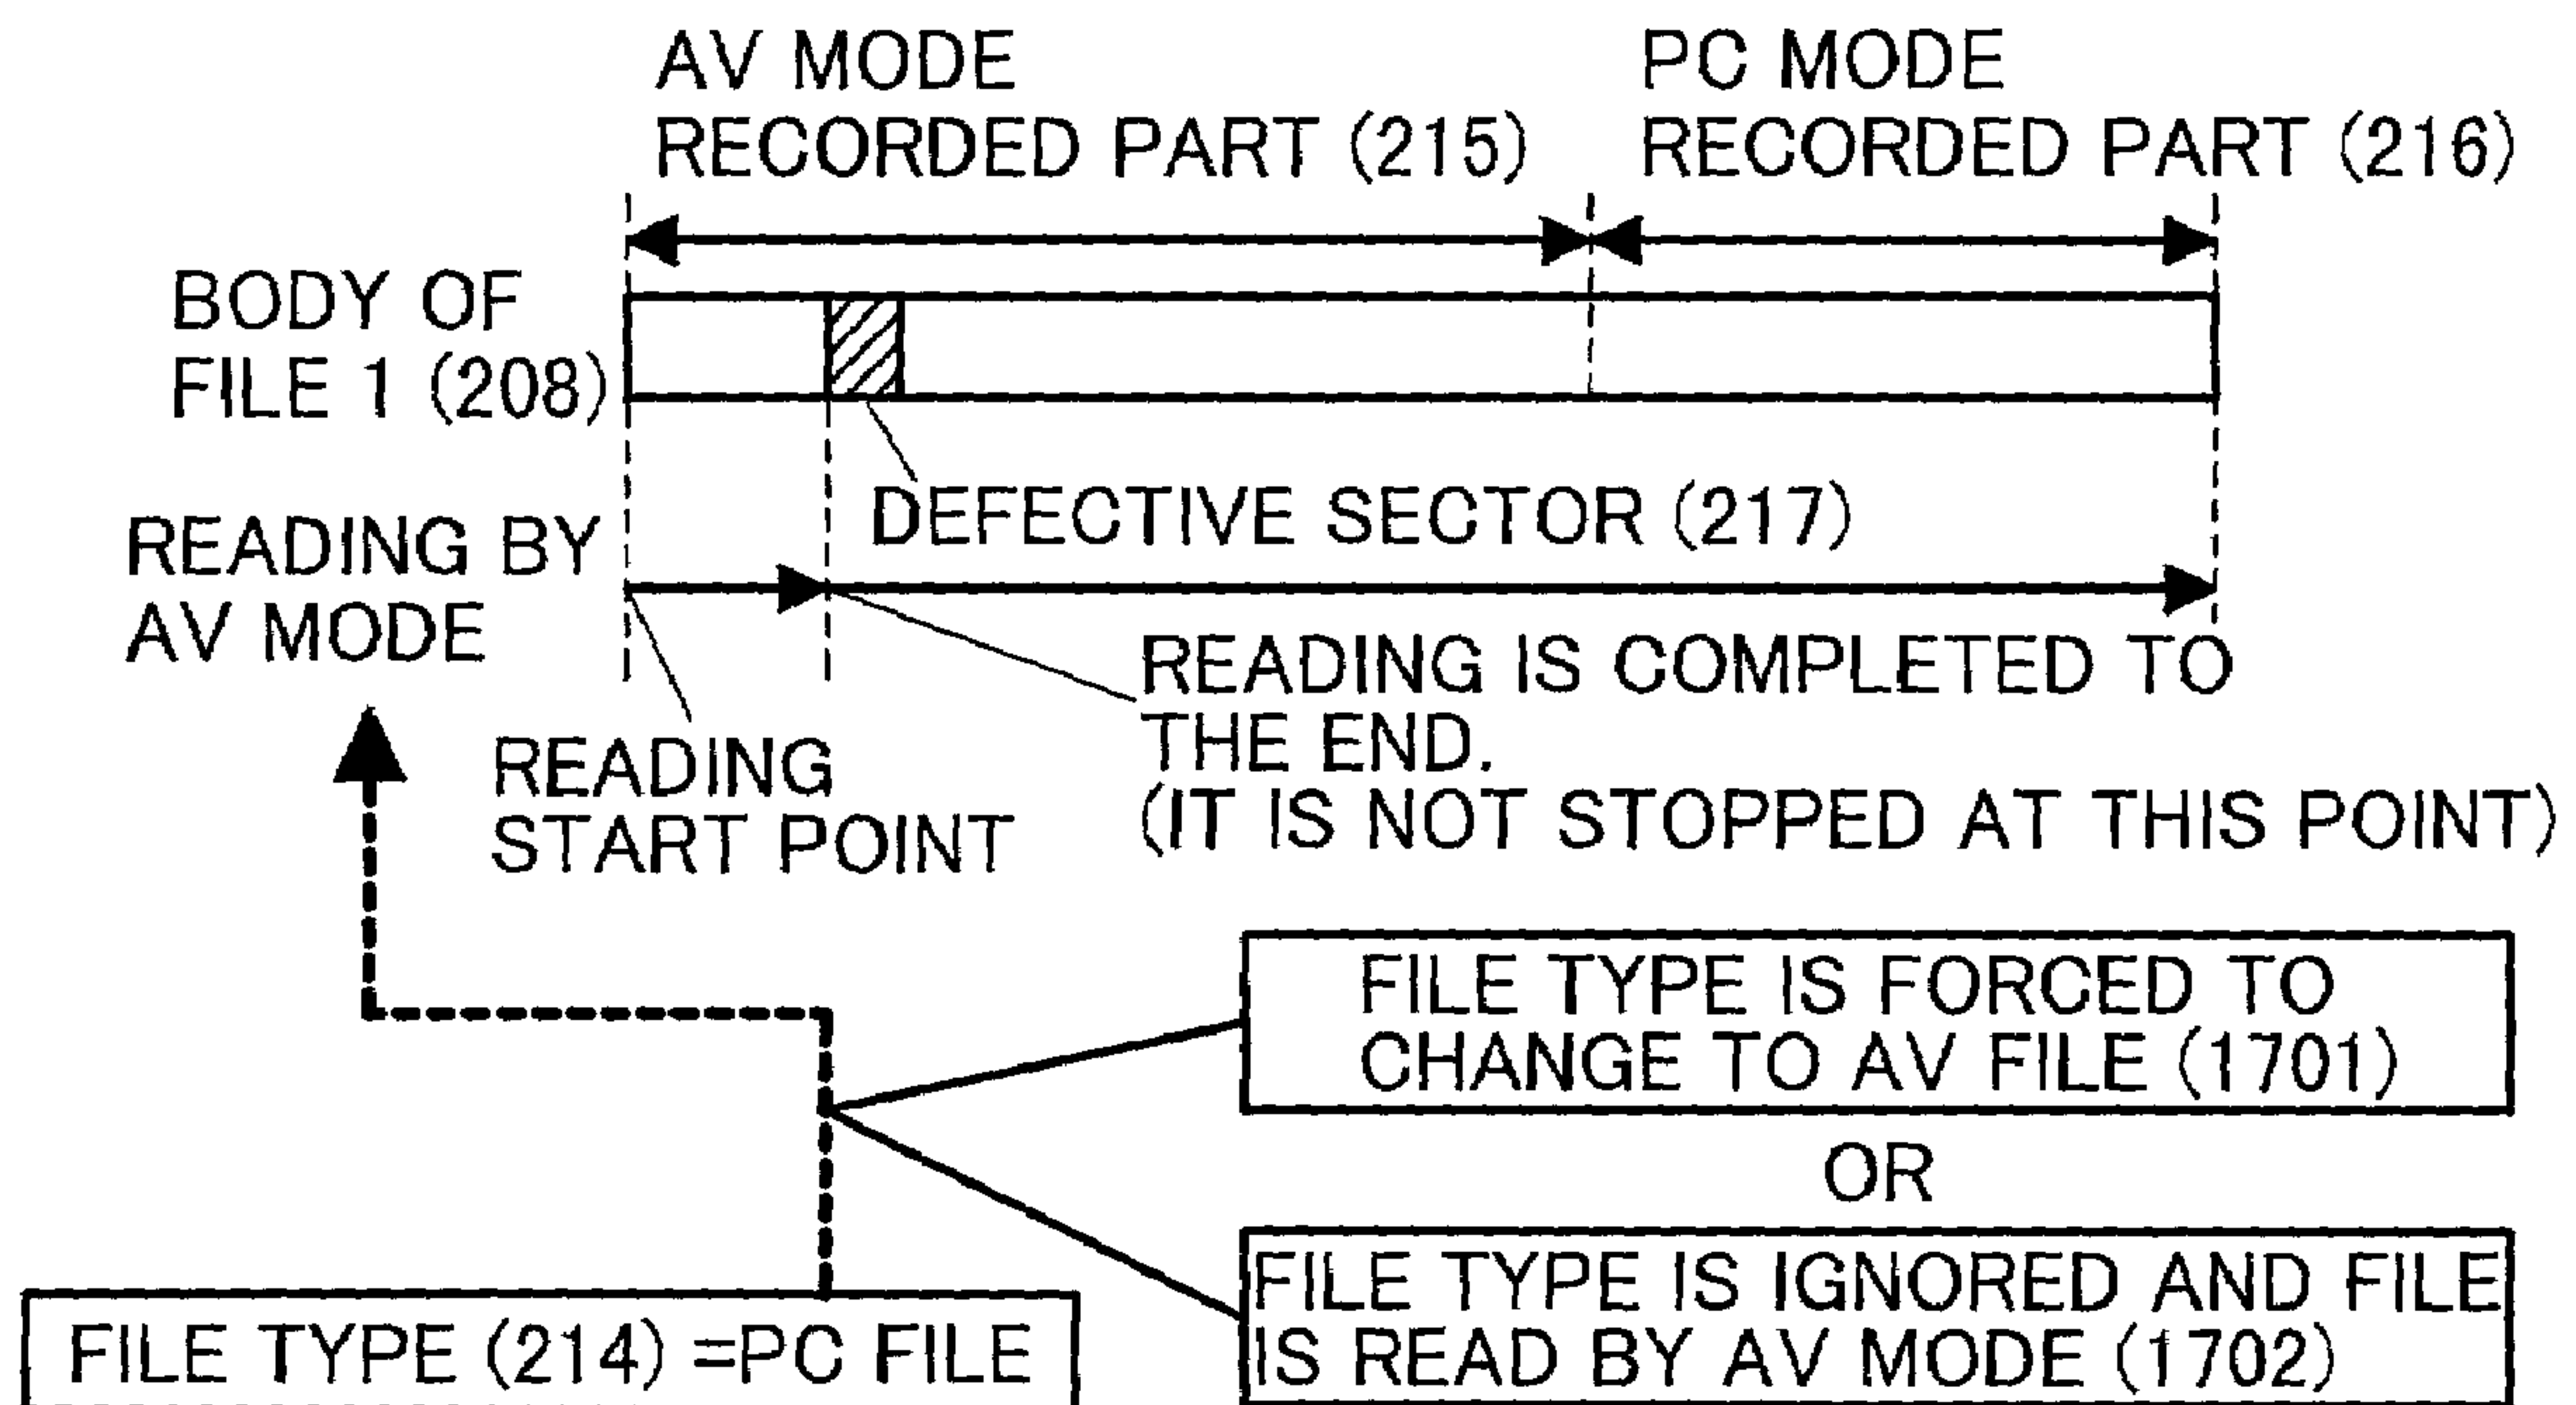 AV MODE
RECORDED PART (215)
PC MODE
RECORDED PART (216)
BODY OF
FILE 1 (208)
DEFECTIVE SECTOR (217)
READING BY
AV MODE
READING
START POINT
READING IS COMPLETED TO
THE END.
(IT IS NOT STOPPED AT THIS POINT)
FILE TYPE IS FORCED TO
CHANGE TO AV FILE (1701)
OR
FILE TYPE IS IGNORED AND FILE
IS READ BY AV MODE (1702)
FILE TYPE (214) =PC FILE